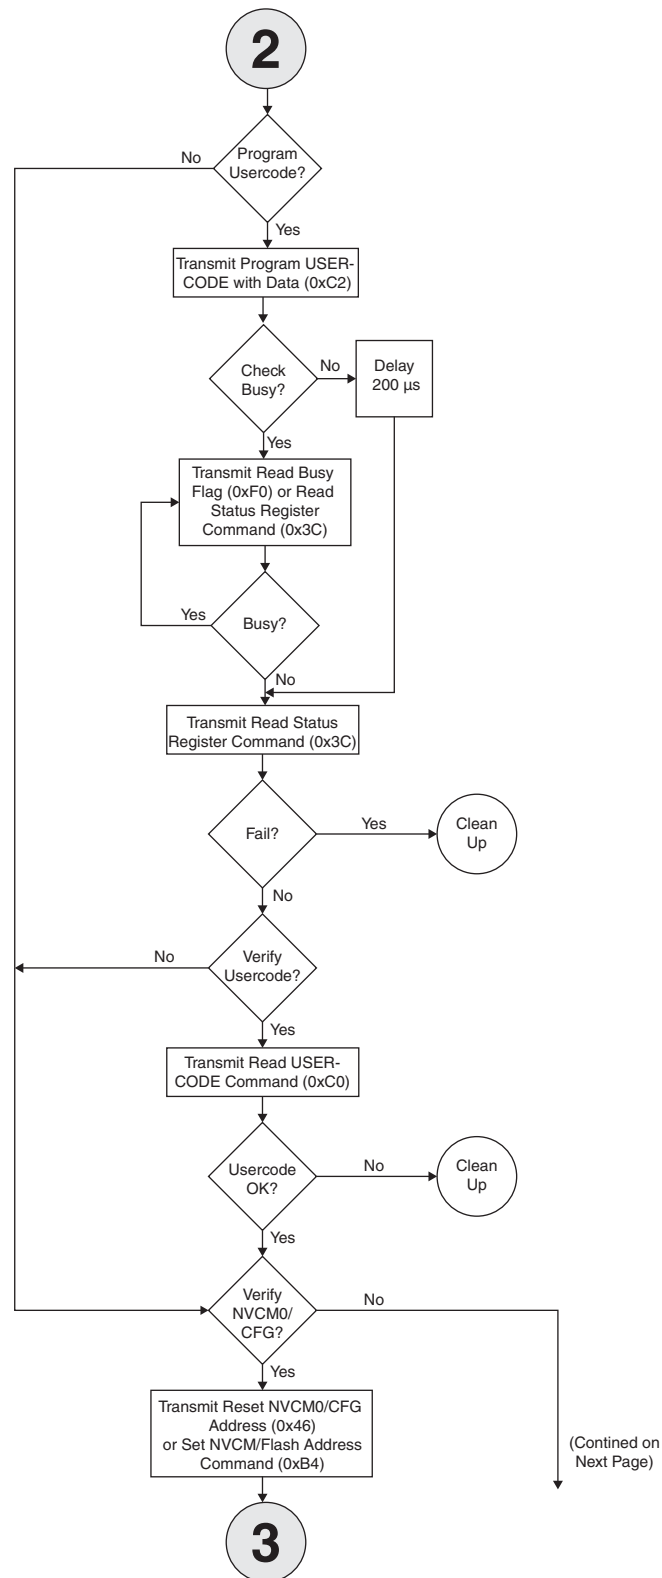 2
Program
Usercode?
No
Yes
Transmit Program USER-
CODE with Data (0xC2)
Check
Busy?
No
Delay
200 µs
Yes
Transmit Read Busy
Flag (0xF0) or Read
Status Register
Command (0x3C)
Yes
Busy?
No
Transmit Read Status
Register Command (0x3C)
Fail?
Yes
Clean
Up
No
No
Verify
Usercode?
Yes
Transmit Read USER-
CODE Command (0xC0)
Usercode
OK?
No
Clean
Up
Yes
Verify
NVCM0/
CFG?
No
Yes
Transmit Reset NVCM0/CFG
Address (0x46)
or Set NVCM/Flash Address
Command (0xB4)
(Contined on
Next Page)
3